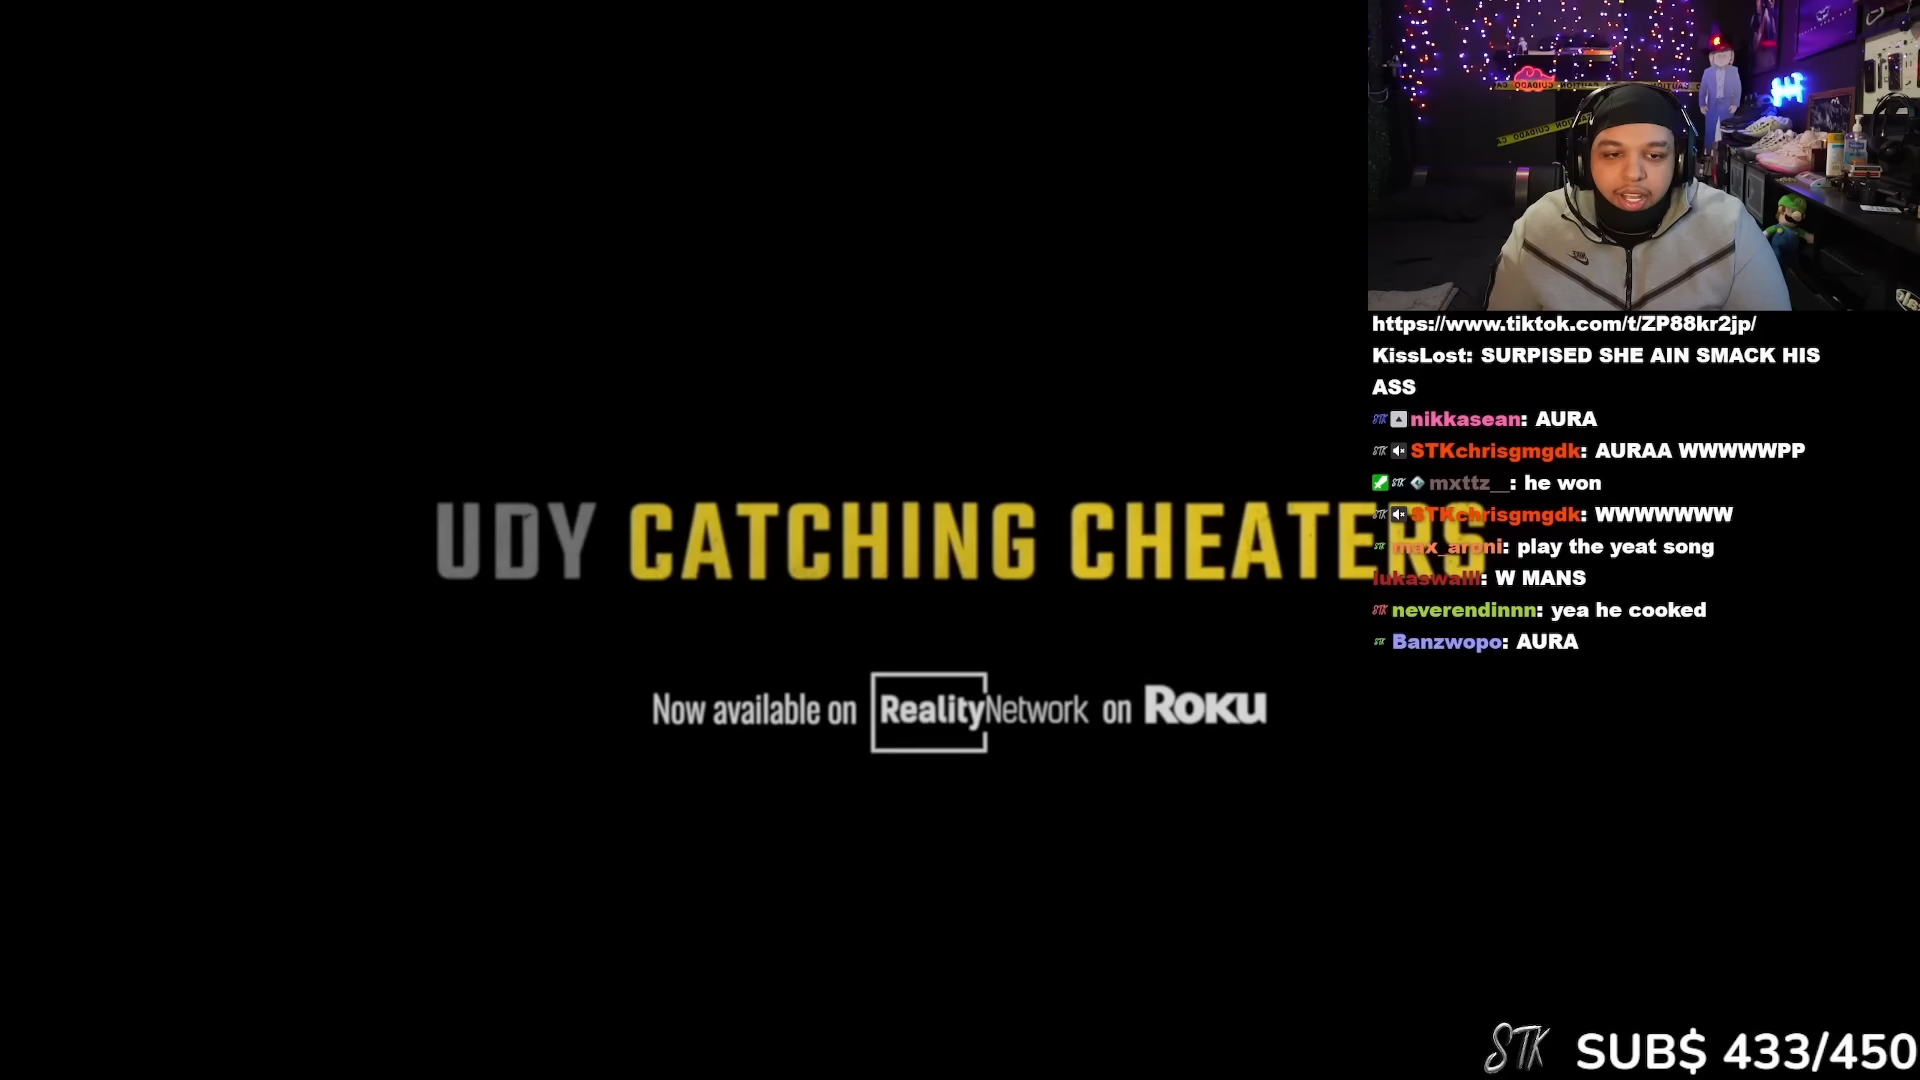 UDY CATCHING CHEATERS
Now available on RealityNetwork on ROKU
https://www.tiktok.com/t/ZP88kr2jp/
KissLost: SURPISED SHE AIN SMACK HIS
ASS
nikkasean: AURA
STKchrisgmgdk: AURAA WWWWWPP
mxttz__: he won
STKchrisgmgdk: WWWWWWW
max_aroni: play the yeat song
lukaswalll: W MANS
neverendinnn: yea he cooked
Banzwopo: AURA
STK SUB$ 433/450